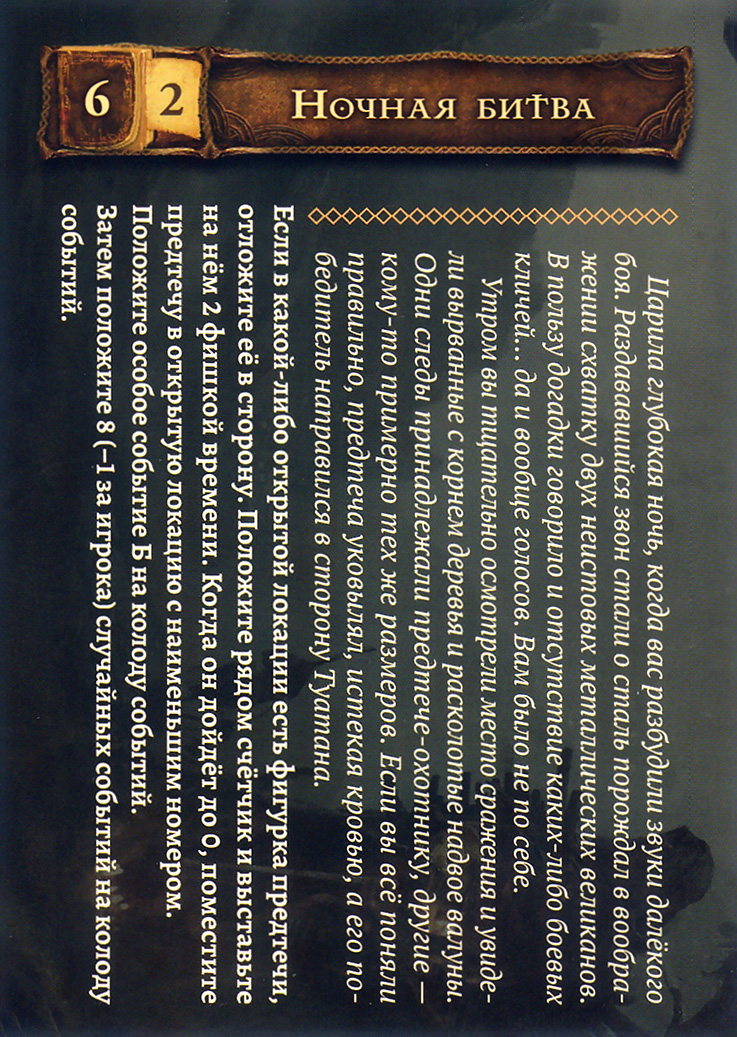 6 2 Ночная битва
Царила глубокая ночь, когда вас разбудили звуки далёкого
боя. Раздававшийся звон стали о сталь порождал в вообра-
жении схватку двух неистовых металлических великанов.
В пользу догадки говорило и отсутствие каких-либо боевых
кличей... да и вообще голосов. Вам было не по себе.
Утром вы тщательно осмотрели место сражения и увиде-
ли вырванные с корнем деревья и расколотые надвое валуны.
Одни следы принадлежали предтече-охотнику, другие —
кому-то примерно тех же размеров. Если вы всё поняли
правильно, предтеча уковылял, истекая кровью, а его по-
бедитель направился в сторону Туатана.
Если в какой-либо открытой локации есть фигурка предтечи,
отложите её в сторону. Положите рядом счётчик и выставьте
на нём 2 фишкой времени. Когда он дойдёт до 0, поместите
предтечу в открытую локацию с наименьшим номером.
Положите особое событие Б на колоду событий.
Затем положите 8 (–1 за игрока) случайных событий на колоду
событий.